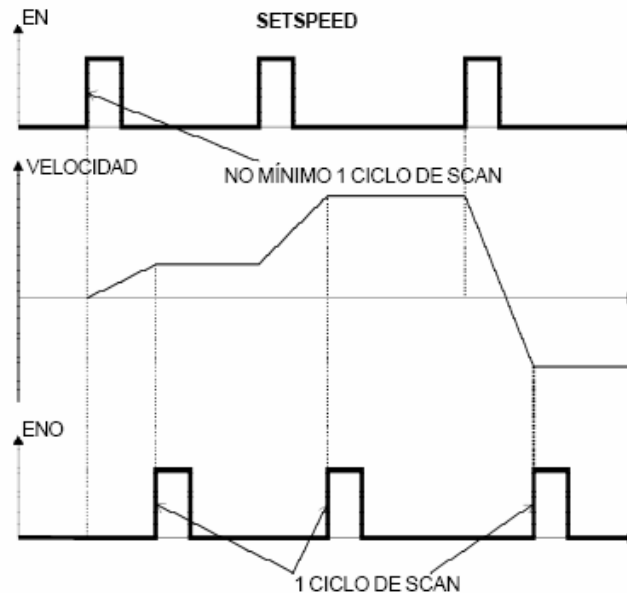 EN
SETSPEED
VELOCIDAD
NO MÍNIMO 1 CICLO DE SCAN
ENO
1 CICLO DE SCAN